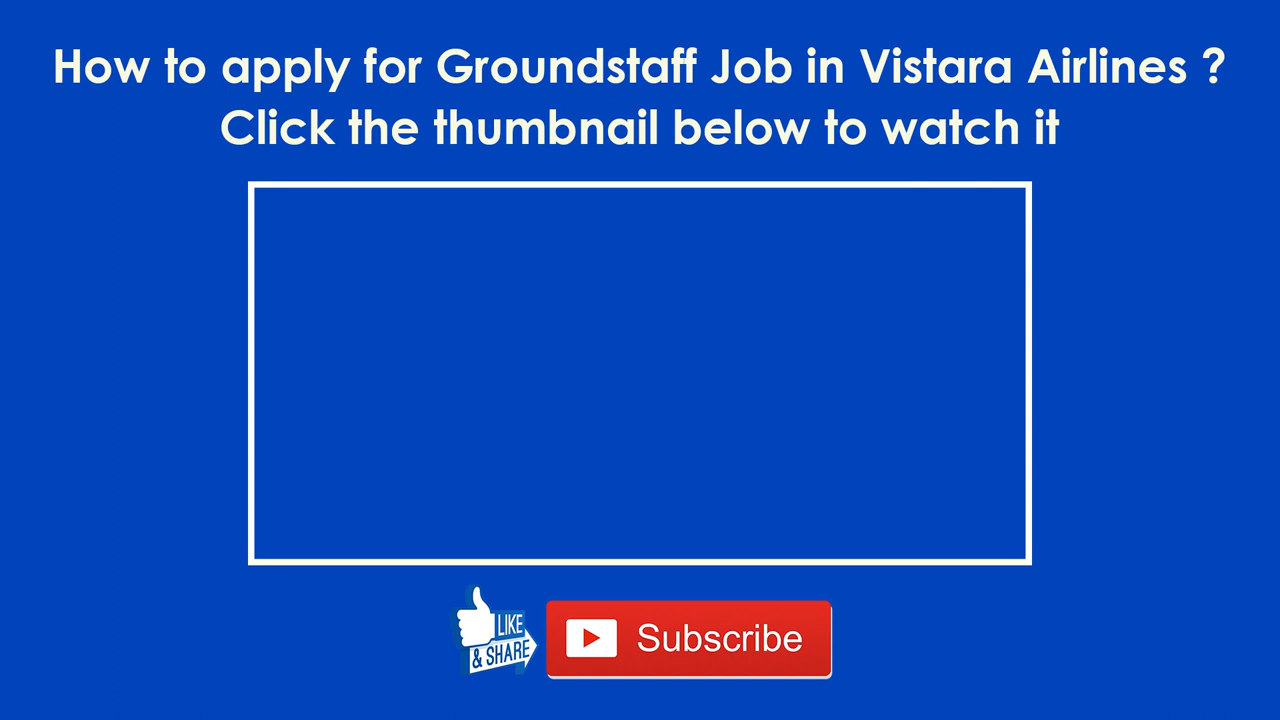 How to apply for Groundstaff Job in Vistara Airlines ?
Click the thumbnail below to watch it
LIKE
& SHARE
Subscribe